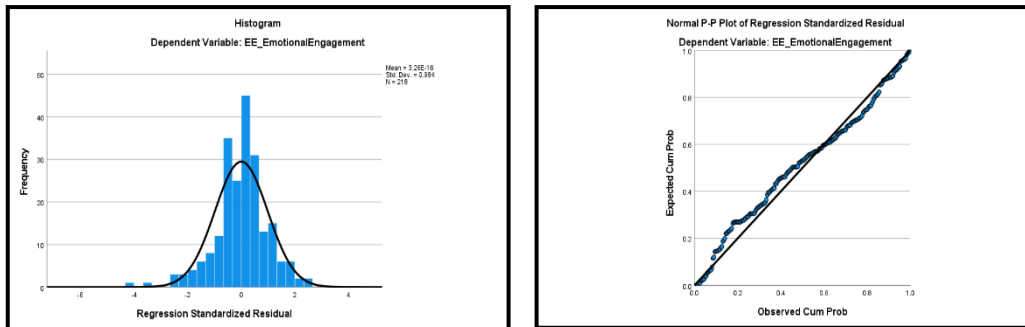 Histogram
Dependent Variable: EE_EmotionalEngagement
Mean = 3.26E-16
Std. Dev. = 0.984
N = 218
50
40
30
20
10
0
Frequency
-6 -4 -2 0 2 4
Regression Standardized Residual
Normal P-P Plot of Regression Standardized Residual
Dependent Variable: EE_EmotionalEngagement
1.0
0.8
0.6
0.4
0.2
0.0
Expected Cum Prob
0.0 0.2 0.4 0.6 0.8 1.0
Observed Cum Prob